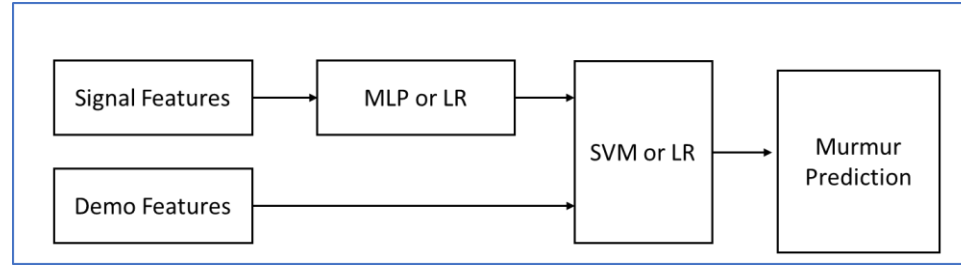 Signal Features
MLP or LR
Demo Features
SVM or LR
Murmur
Prediction